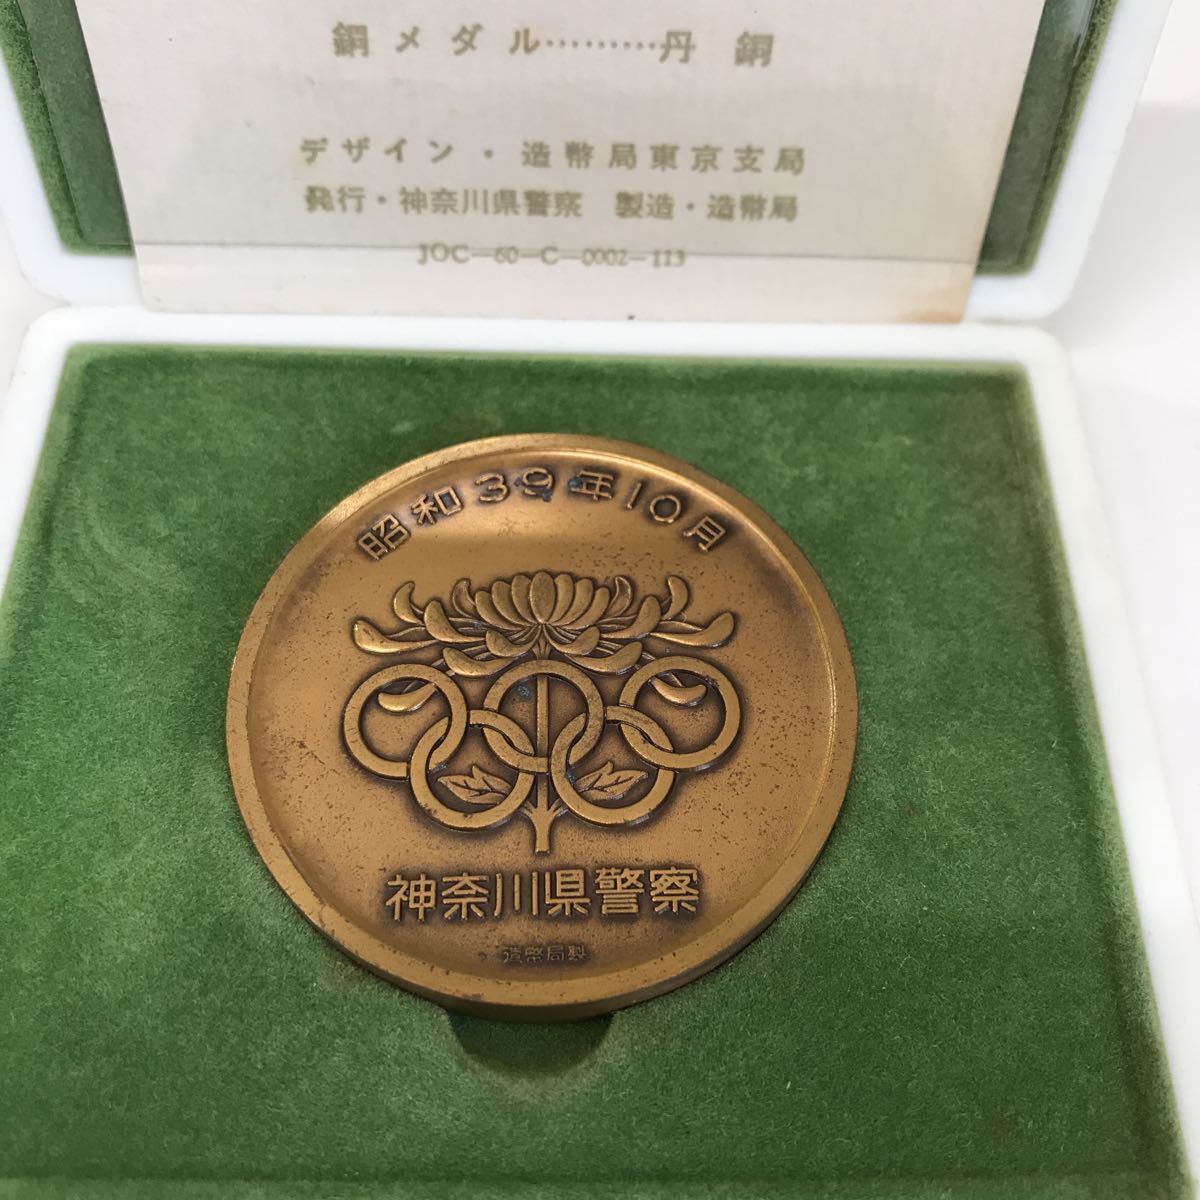 銅メダル………丹銅
デザイン・造幣局東京支局
発行・神奈川県警察 製造・造幣局
JOC-60-C-0002-113
昭和39年10月
神奈川県警察
造幣局製